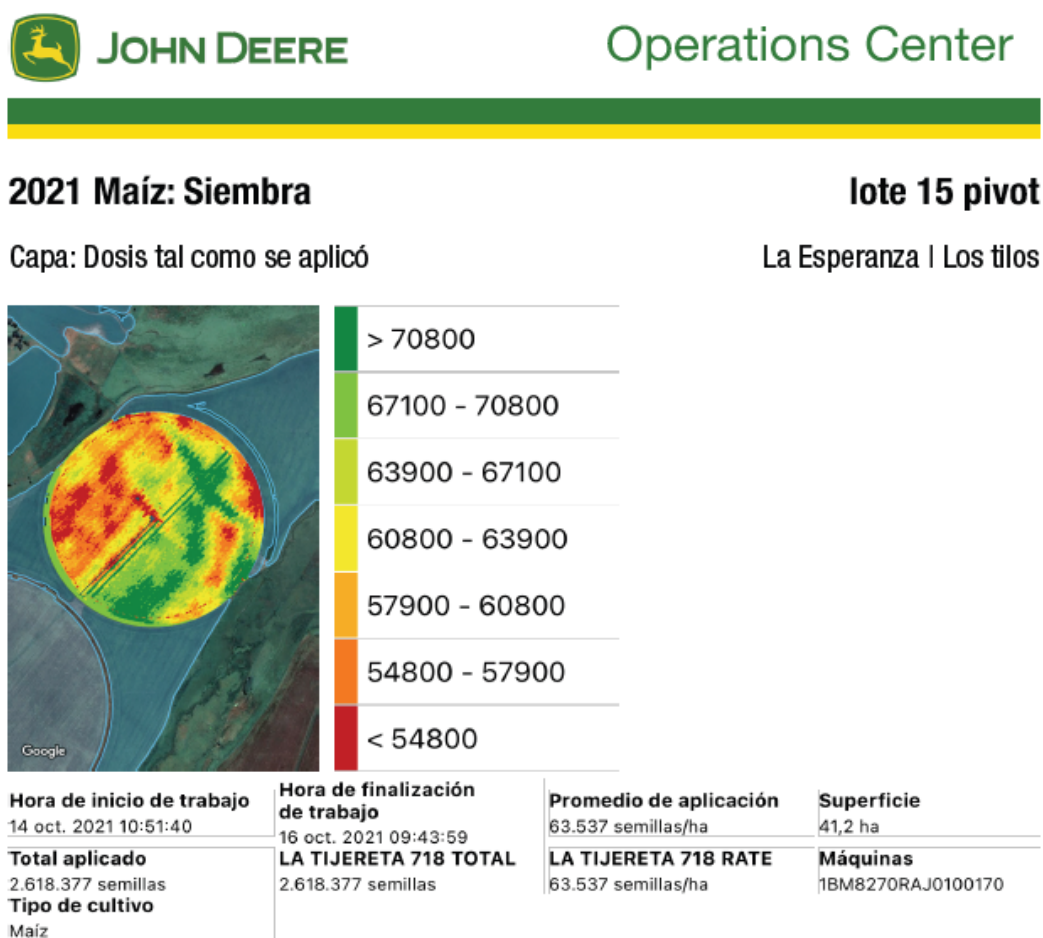 JOHN DEERE
Operations Center
2021 Maíz: Siembra
lote 15 pivot
Capa: Dosis tal como se aplicó
La Esperanza | Los tilos
> 70800
67100 - 70800
63900 - 67100
60800 - 63900
57900 - 60800
54800 - 57900
< 54800
Google
Hora de inicio de trabajo
14 oct. 2021 10:51:40
Hora de finalización
de trabajo
16 oct. 2021 09:43:59
Promedio de aplicación
63.537 semillas/ha
Superficie
41,2 ha
Total aplicado
2.618.377 semillas
LA TIJERETA 718 TOTAL
2.618.377 semillas
LA TIJERETA 718 RATE
63.537 semillas/ha
Máquinas
1BM8270RAJ0100170
Tipo de cultivo
Maíz